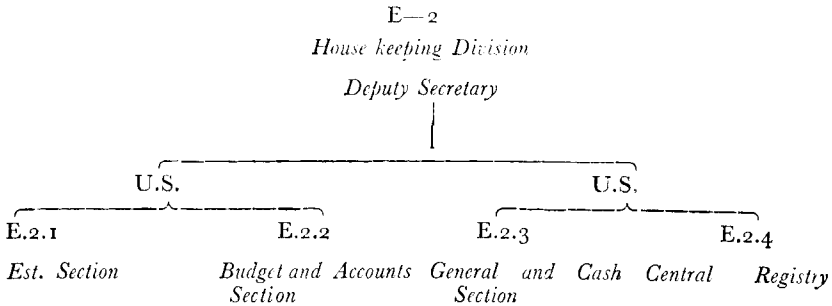 E—2
House keeping Division
Deputy Secretary
U.S. U.S.
E.2.1 E.2.2 E.2.3 E.2.4
Est. Section Budget and Accounts General and Cash Central Registry
Section Section